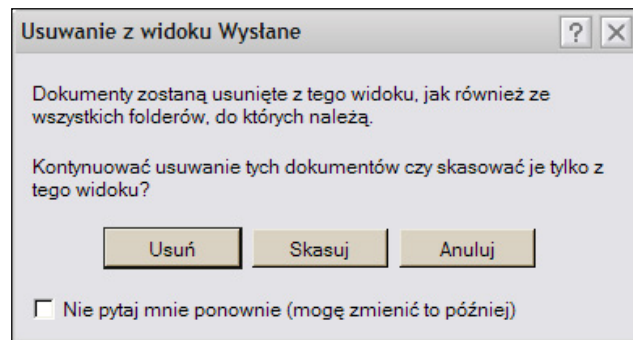 Usuwanie z widoku Wysłane
Dokumenty zostaną usunięte z tego widoku, jak również ze
wszystkich folderów, do których należą.
Kontynuować usuwanie tych dokumentów czy skasować je tylko z
tego widoku?
Usuń Skasuj Anuluj
Nie pytaj mnie ponownie (mogę zmienić to później)